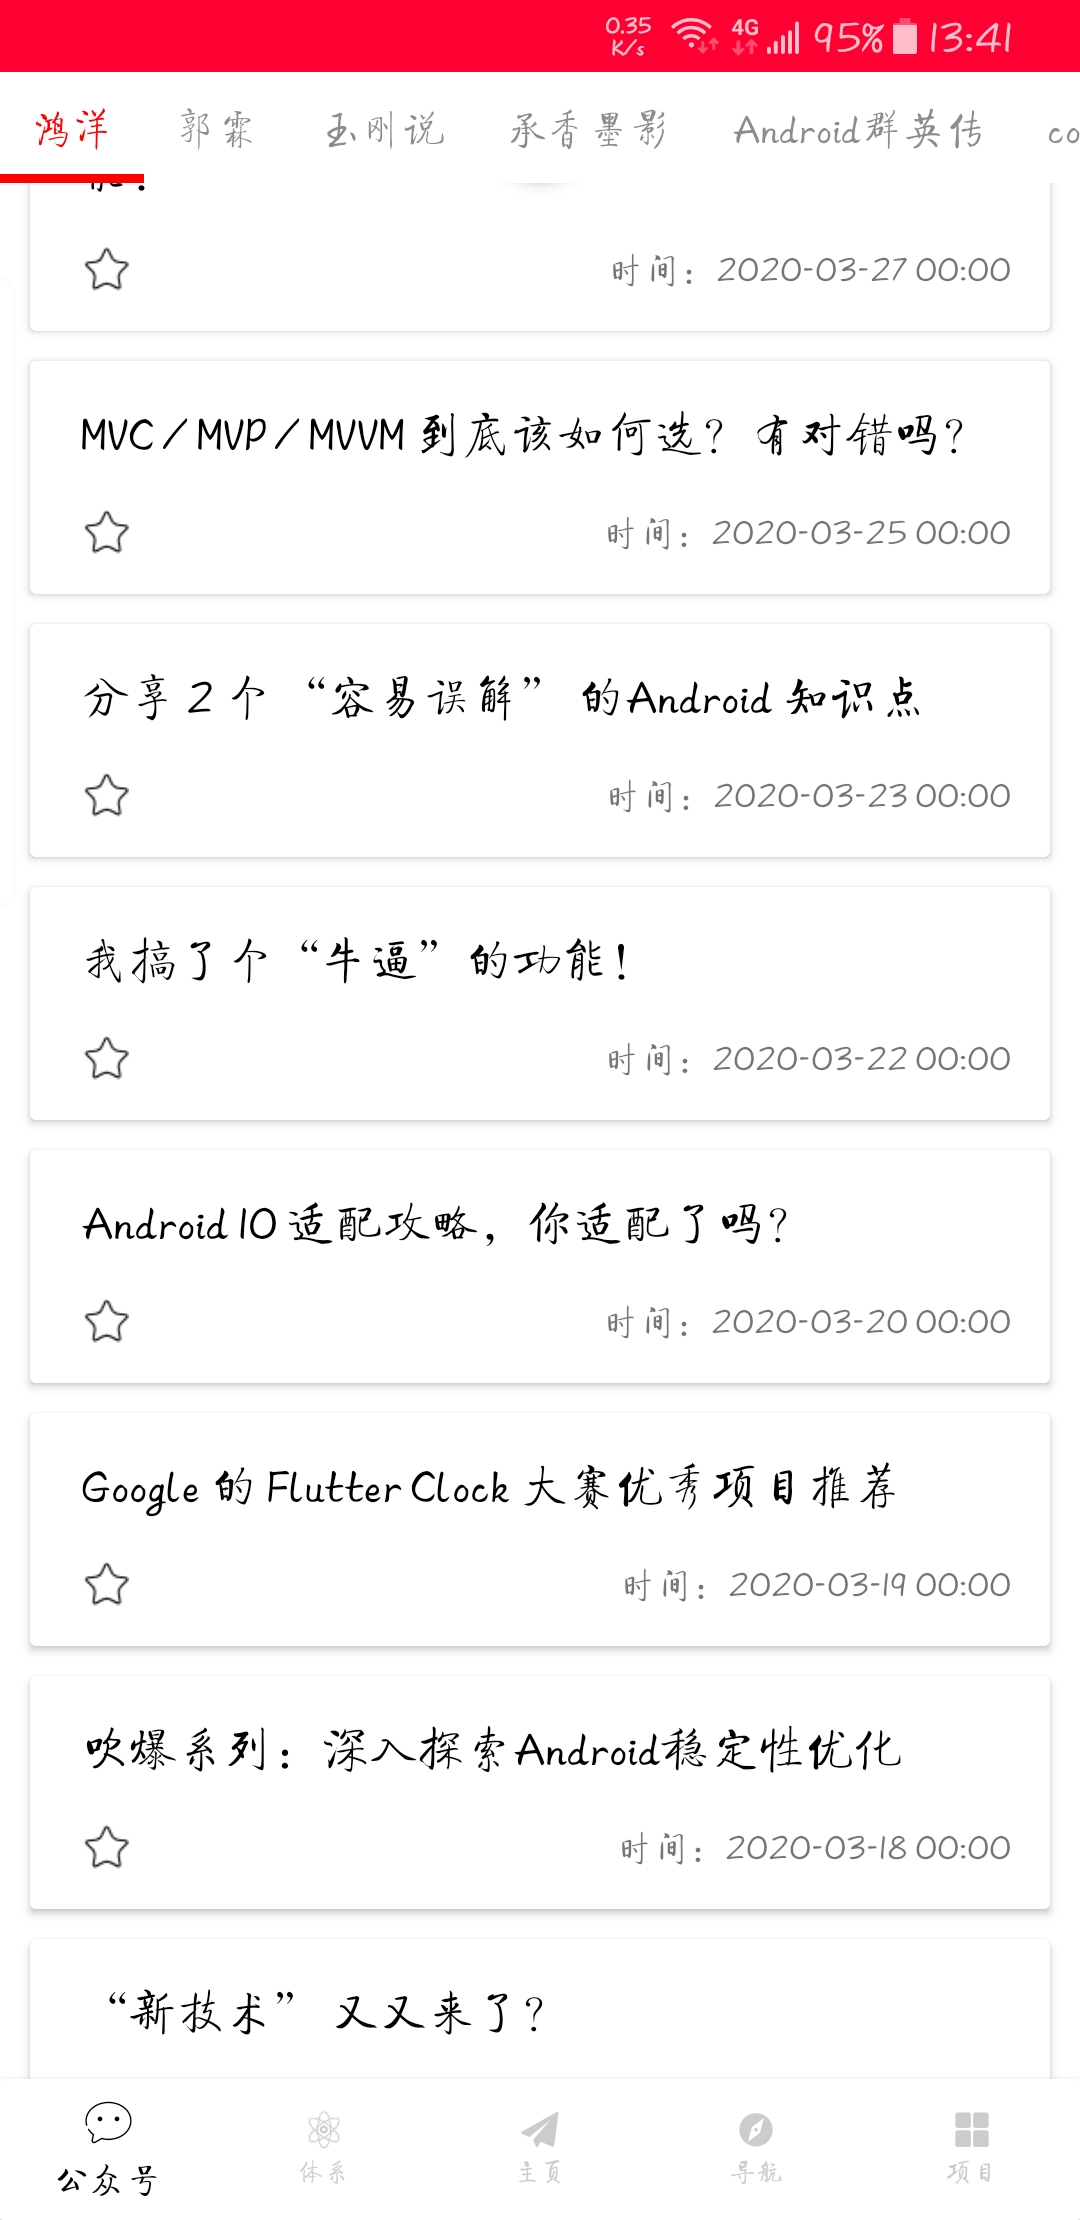 0.35
K/s
4G
95%
13:41
鸿洋 郭霖 玉刚说 承香墨影 Android群英传 co
能！
时间：2020-03-27 00:00
MVC/MVP/MVVM 到底该如何选？有对错吗？
时间：2020-03-25 00:00
分享 2 个 “容易误解” 的Android 知识点
时间：2020-03-23 00:00
我搞了个“牛逼”的功能！
时间：2020-03-22 00:00
Android 10 适配攻略，你适配了吗？
时间：2020-03-20 00:00
Google 的 Flutter Clock 大赛优秀项目推荐
时间：2020-03-19 00:00
吹爆系列：深入探索Android稳定性优化
时间：2020-03-18 00:00
“新技术” 又又来了？
公众号 体系 主页 导航 项目